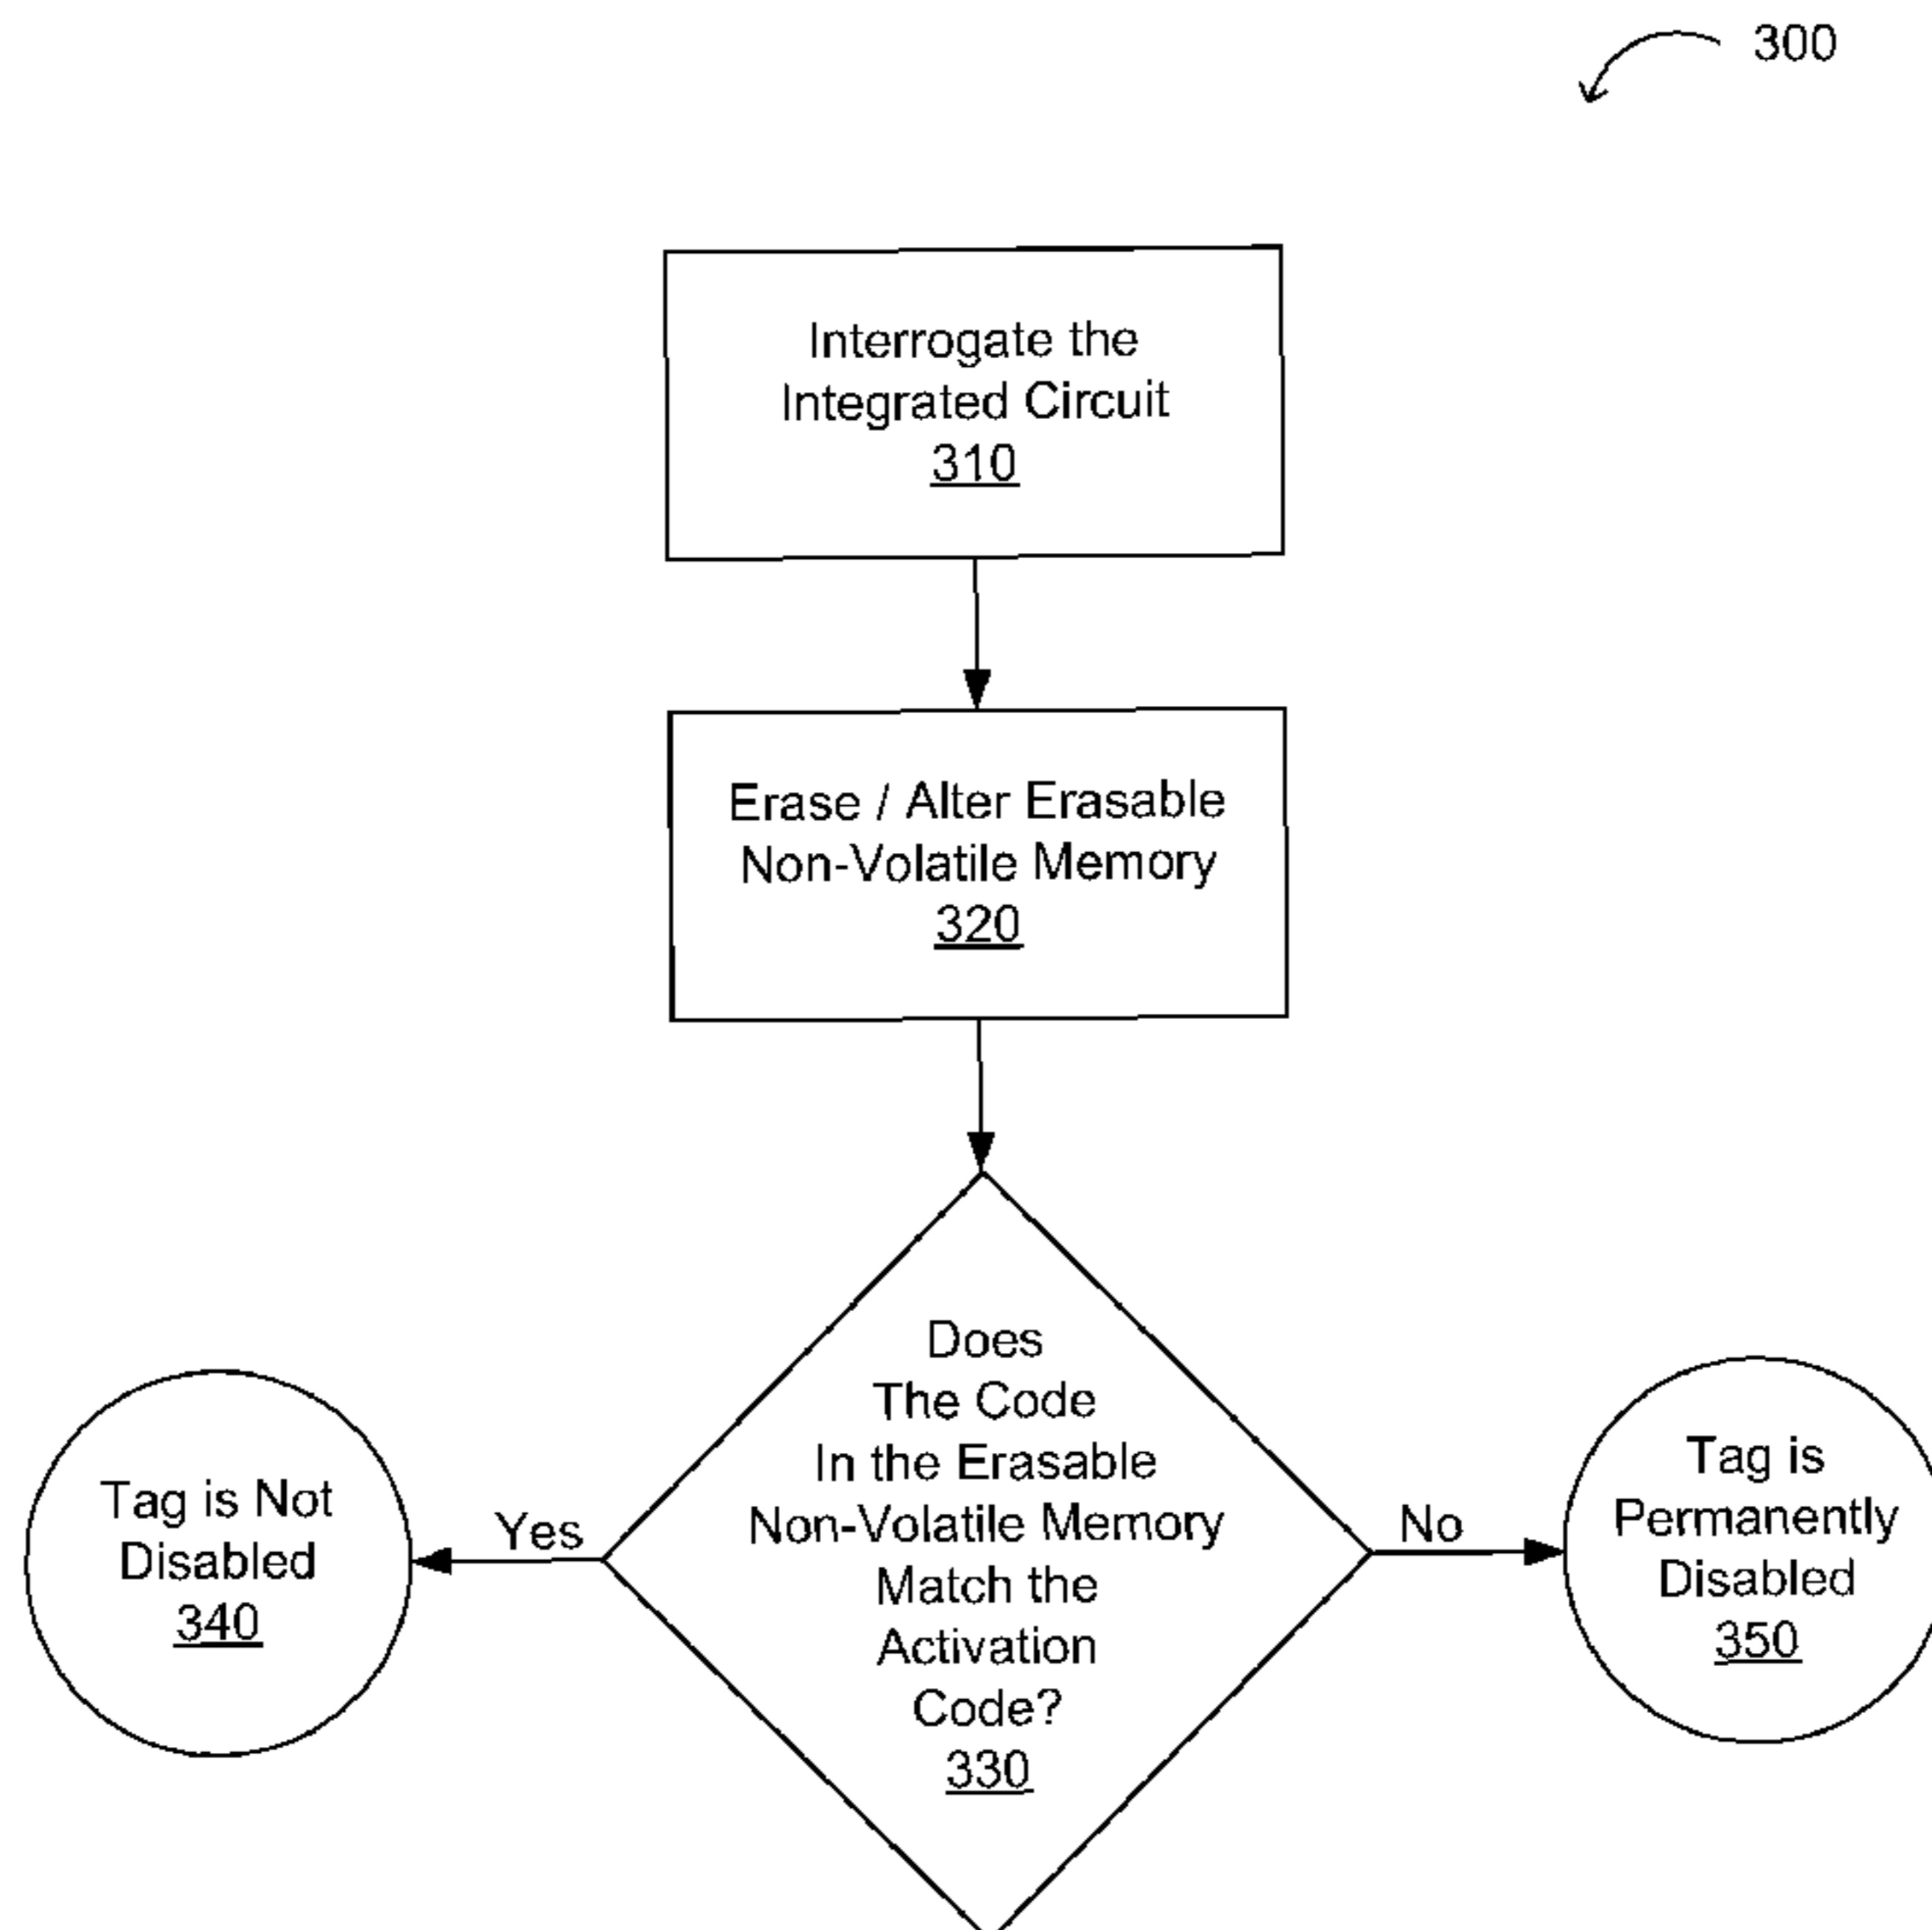 300
Interrogate the
Integrated Circuit
310
Erase / Alter Erasable
Non-Volatile Memory
320
Does
The Code
In the Erasable
Non-Volatile Memory
Match the
Activation
Code?
330
Yes
Tag is Not
Disabled
340
No
Tag is
Permanently
Disabled
350